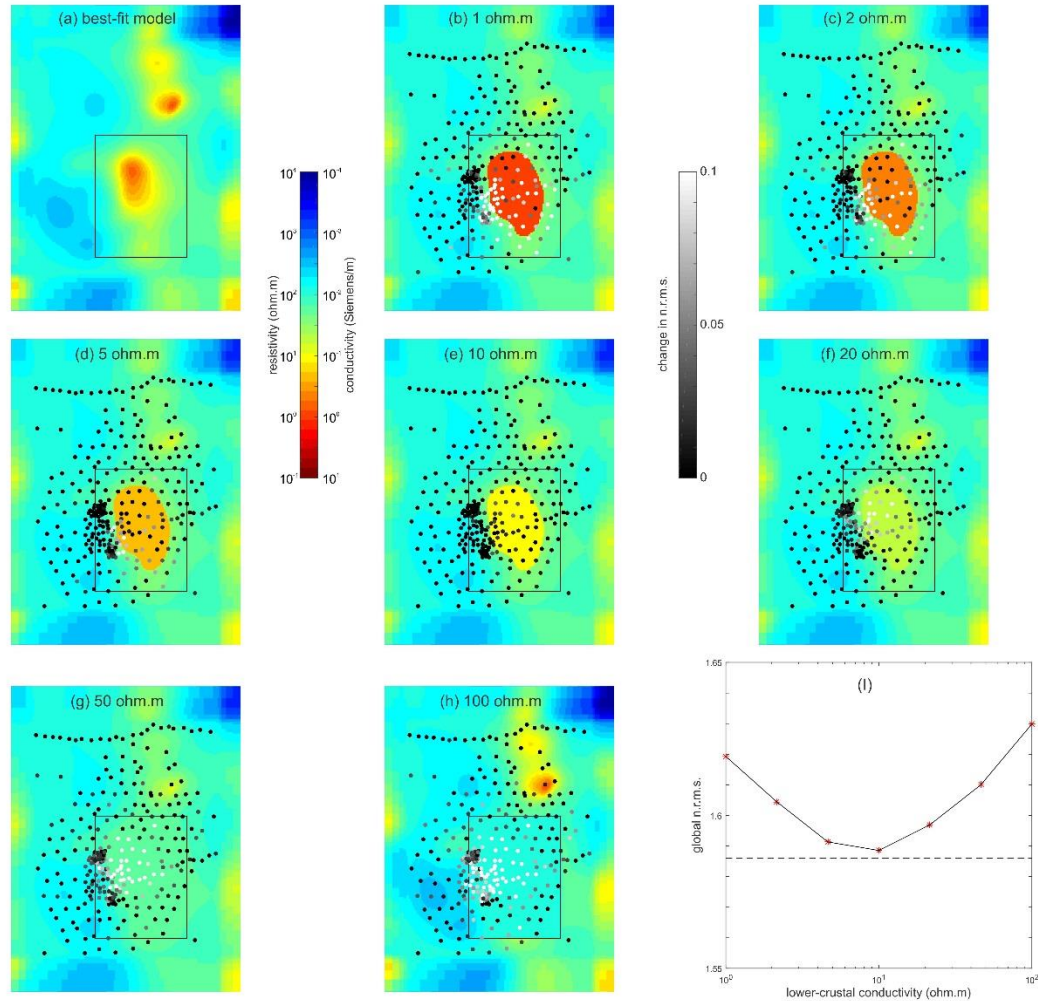 (a) best-fit model
(b) 1 ohm.m
(c) 2 ohm.m
10⁴ 10⁻⁴
10³ 10⁻³
10² 10⁻²
10¹ 10⁻¹
10⁰ 10⁰
10⁻¹ 10¹
resistivity (ohm.m)
conductivity (Siemens/m)
0.1
0.05
0
change in n.r.m.s.
(d) 5 ohm.m
(e) 10 ohm.m
(f) 20 ohm.m
(g) 50 ohm.m
(h) 100 ohm.m
(I)
1.65
1.6
1.55
global n.r.m.s.
10⁰ 10¹ 10²
lower-crustal conductivity (ohm.m)